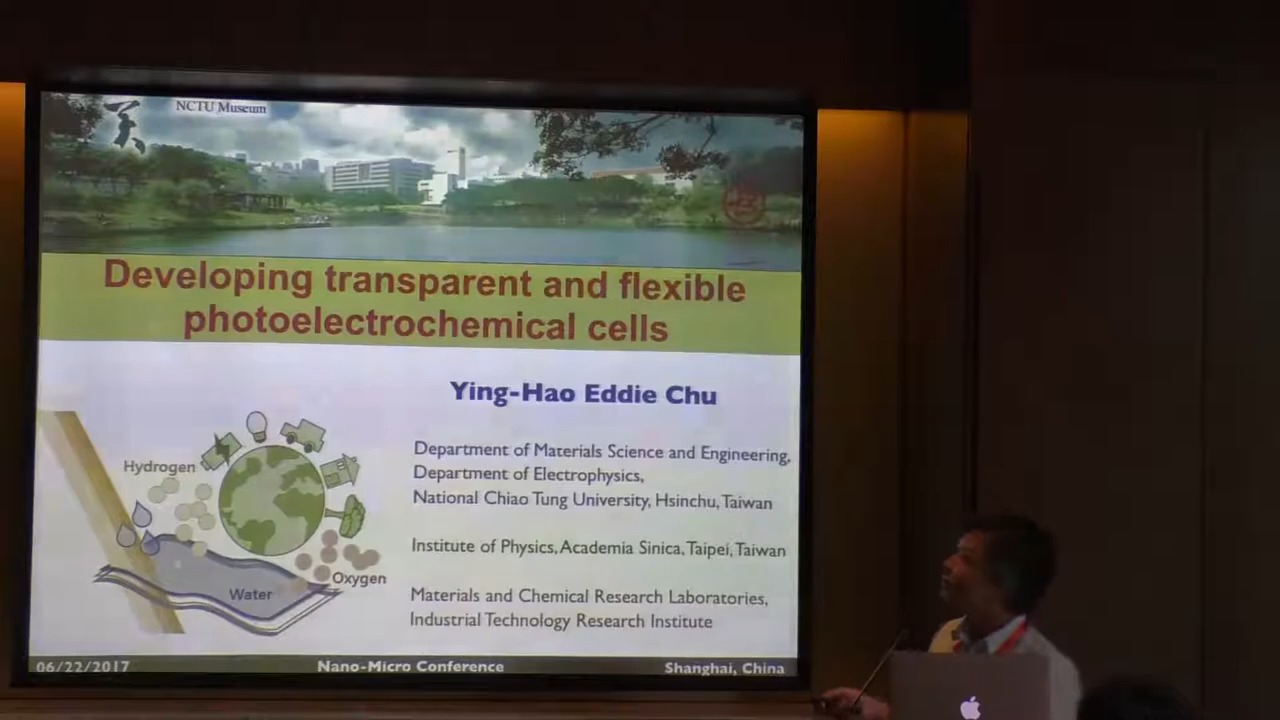 NCTU Museum
Developing transparent and flexible
photoelectrochemical cells
Ying-Hao Eddie Chu
Department of Materials Science and Engineering,
Department of Electrophysics,
National Chiao Tung University, Hsinchu, Taiwan
Institute of Physics, Academia Sinica, Taipei, Taiwan
Materials and Chemical Research Laboratories,
Industrial Technology Research Institute
Hydrogen
Oxygen
Water
06/22/2017
Nano-Micro Conference
Shanghai, China